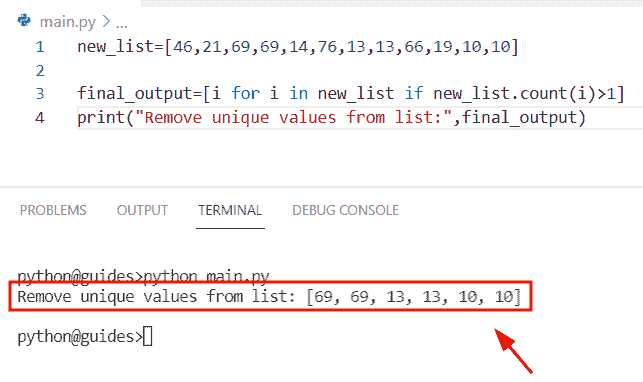 main.py > ...
1 new_list=[46,21,69,69,14,76,13,13,66,19,10,10]
2
3 final_output=[i for i in new_list if new_list.count(i)>1]
4 print("Remove unique values from list:",final_output)
PROBLEMS OUTPUT TERMINAL DEBUG CONSOLE
python@guides>python main.py
Remove unique values from list: [69, 69, 13, 13, 10, 10]
python@guides>